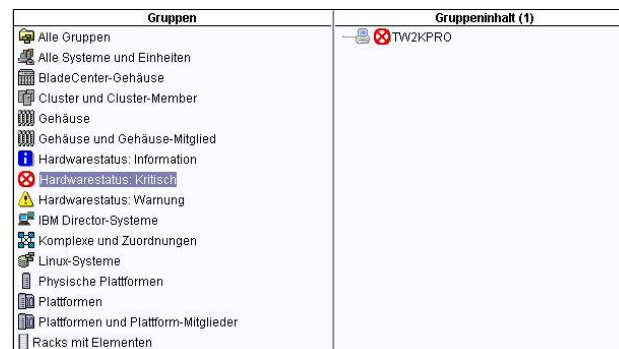 Gruppen
Gruppeninhalt (1)
Alle Gruppen
TW2KPRO
Alle Systeme und Einheiten
BladeCenter-Gehäuse
Cluster und Cluster-Member
Gehäuse
Gehäuse und Gehäuse-Mitglied
Hardwarestatus: Information
Hardwarestatus: Kritisch
Hardwarestatus: Warnung
IBM Director-Systeme
Komplexe und Zuordnungen
Linux-Systeme
Physische Plattformen
Plattformen
Plattformen und Plattform-Mitglieder
Racks mit Elementen